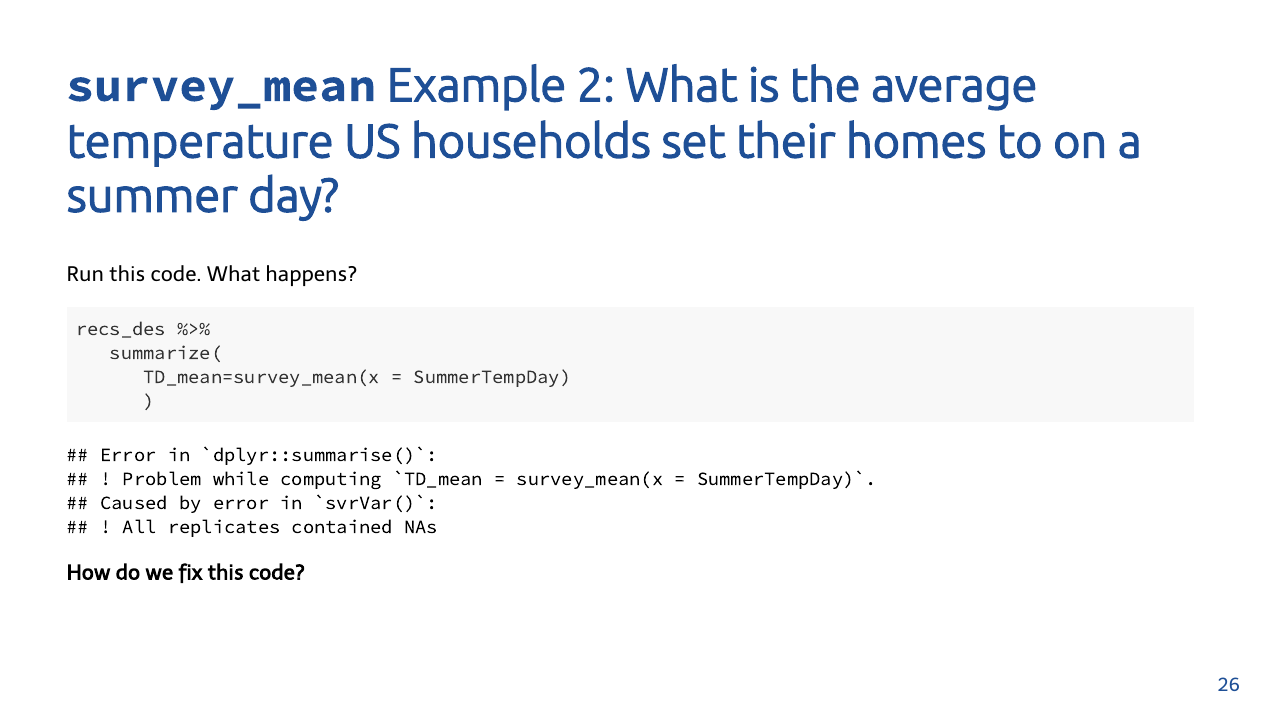 survey_mean Example 2: What is the average
temperature US households set their homes to on a
summer day?
Run this code. What happens?
recs_des %>%
   summarize(
      TD_mean=survey_mean(x = SummerTempDay)
      )
## Error in `dplyr::summarise()`:
## ! Problem while computing `TD_mean = survey_mean(x = SummerTempDay)`.
## Caused by error in `svrVar()`:
## ! All replicates contained NAs
How do we fix this code?
26